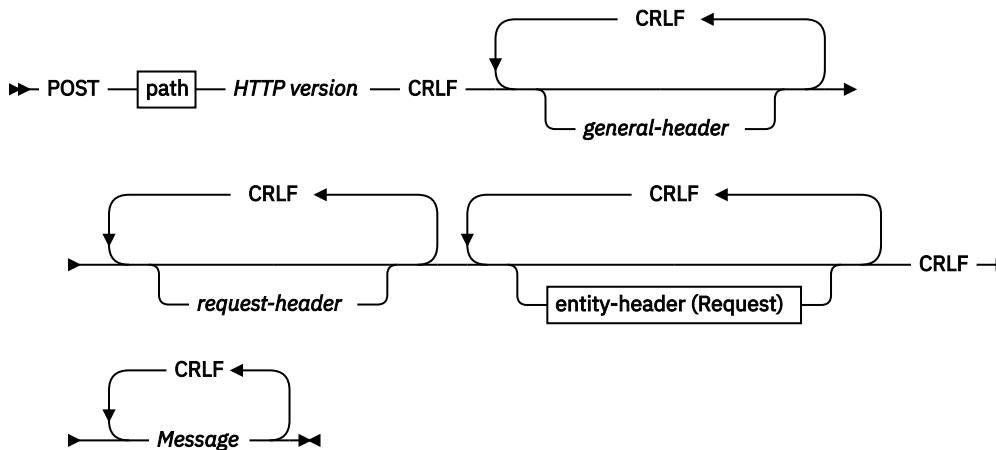 CRLF
POST path HTTP version CRLF
general-header
CRLF CRLF
CRLF
request-header entity-header (Request)
CRLF
Message